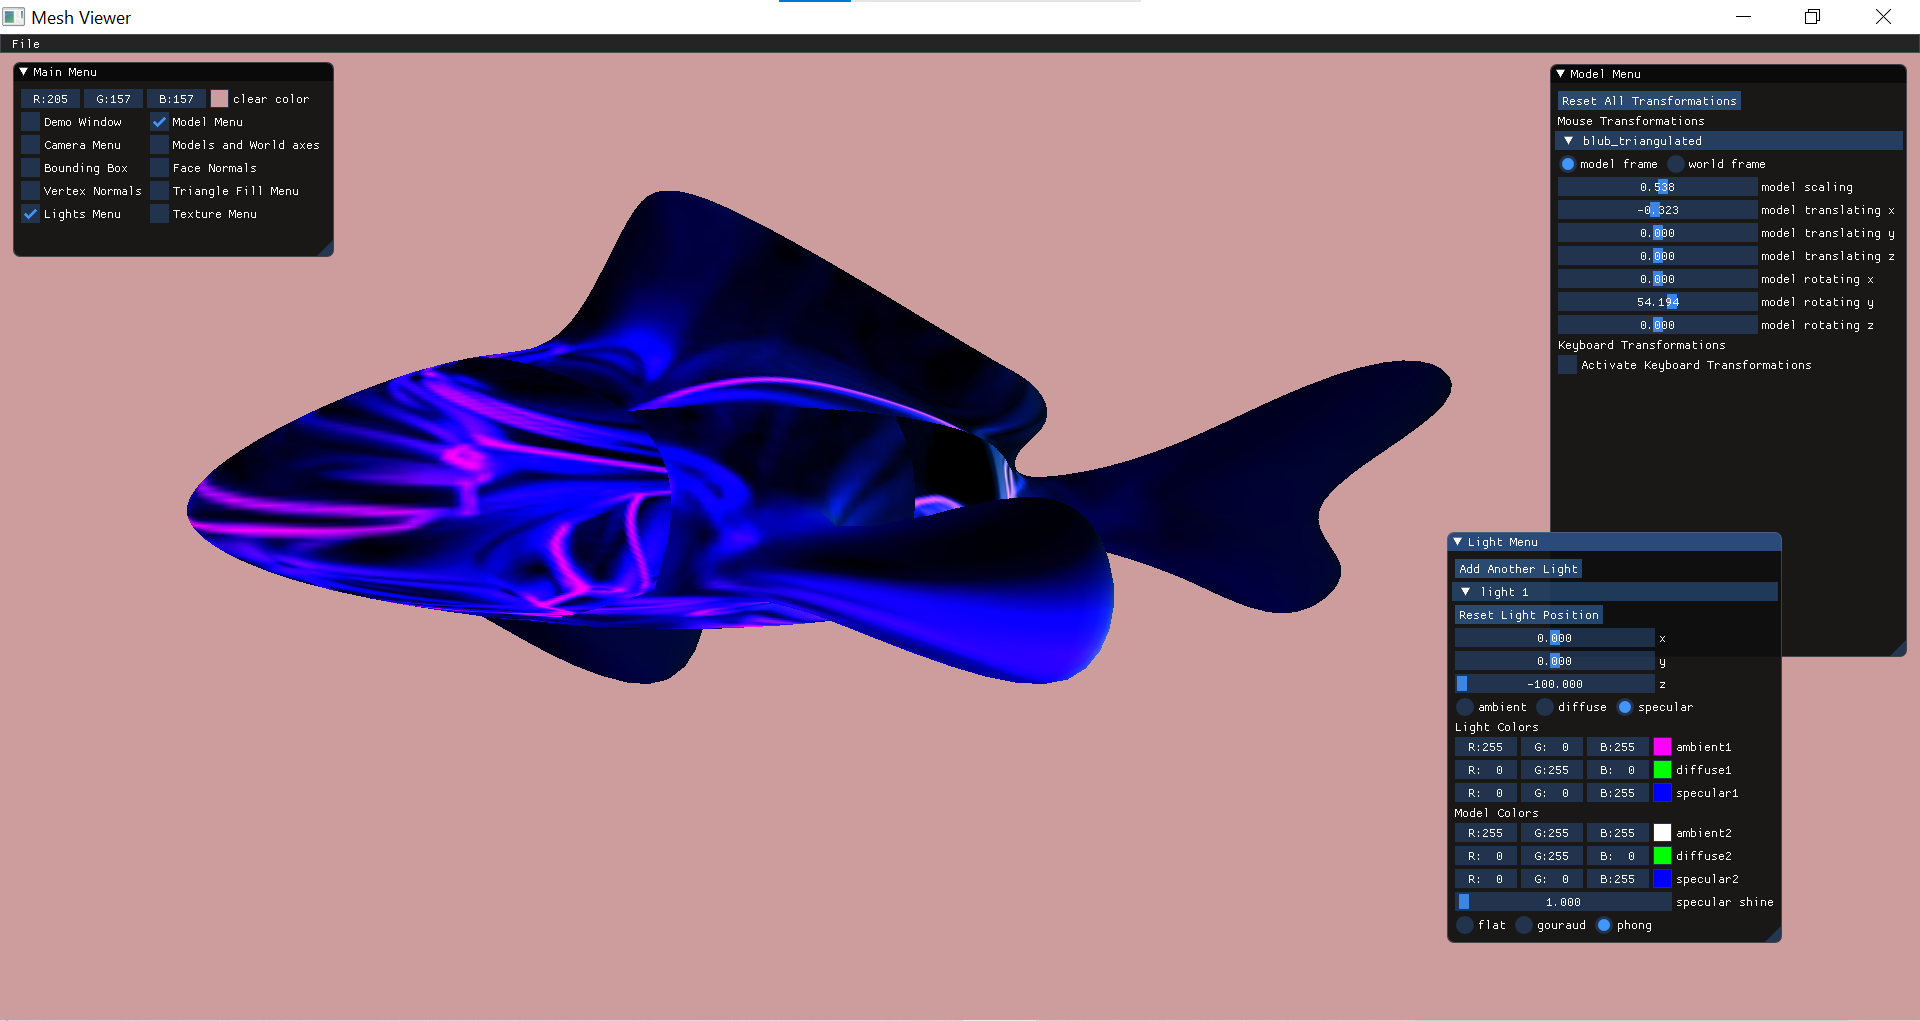 Mesh Viewer
File
Main Menu
R:205 G:157 B:157 clear color
Demo Window Model Menu
Camera Menu Models and World axes
Bounding Box Face Normals
Vertex Normals Triangle Fill Menu
Lights Menu Texture Menu
Model Menu
Reset All Transformations
Mouse Transformations
blub_triangulated
model frame world frame
0.538 model scaling
-0.323 model translating x
0.000 model translating y
0.000 model translating z
0.000 model rotating x
54.194 model rotating y
0.000 model rotating z
Keyboard Transformations
Activate Keyboard Transformations
Light Menu
Add Another Light
light 1
Reset Light Position
0.000 x
0.000 y
-100.000 z
ambient diffuse specular
Light Colors
R:255 G: 0 B:255 ambient1
R: 0 G:255 B: 0 diffuse1
R: 0 G: 0 B:255 specular1
Model Colors
R:255 G:255 B:255 ambient2
R: 0 G:255 B: 0 diffuse2
R: 0 G: 0 B:255 specular2
1.000 specular shine
flat gouraud phong